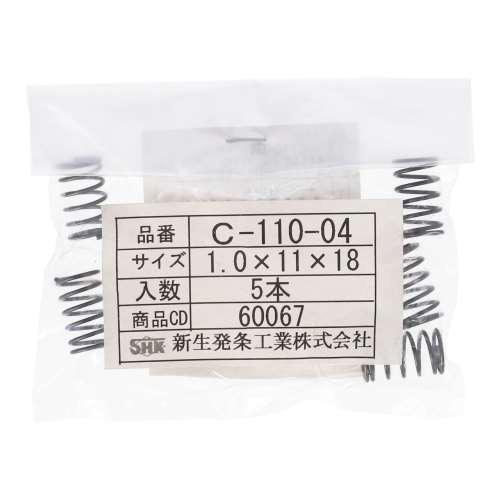 品番 C-110-04
サイズ 1.0×11×18
入数 5本
商品CD 60067
SHK 新生発条工業株式会社